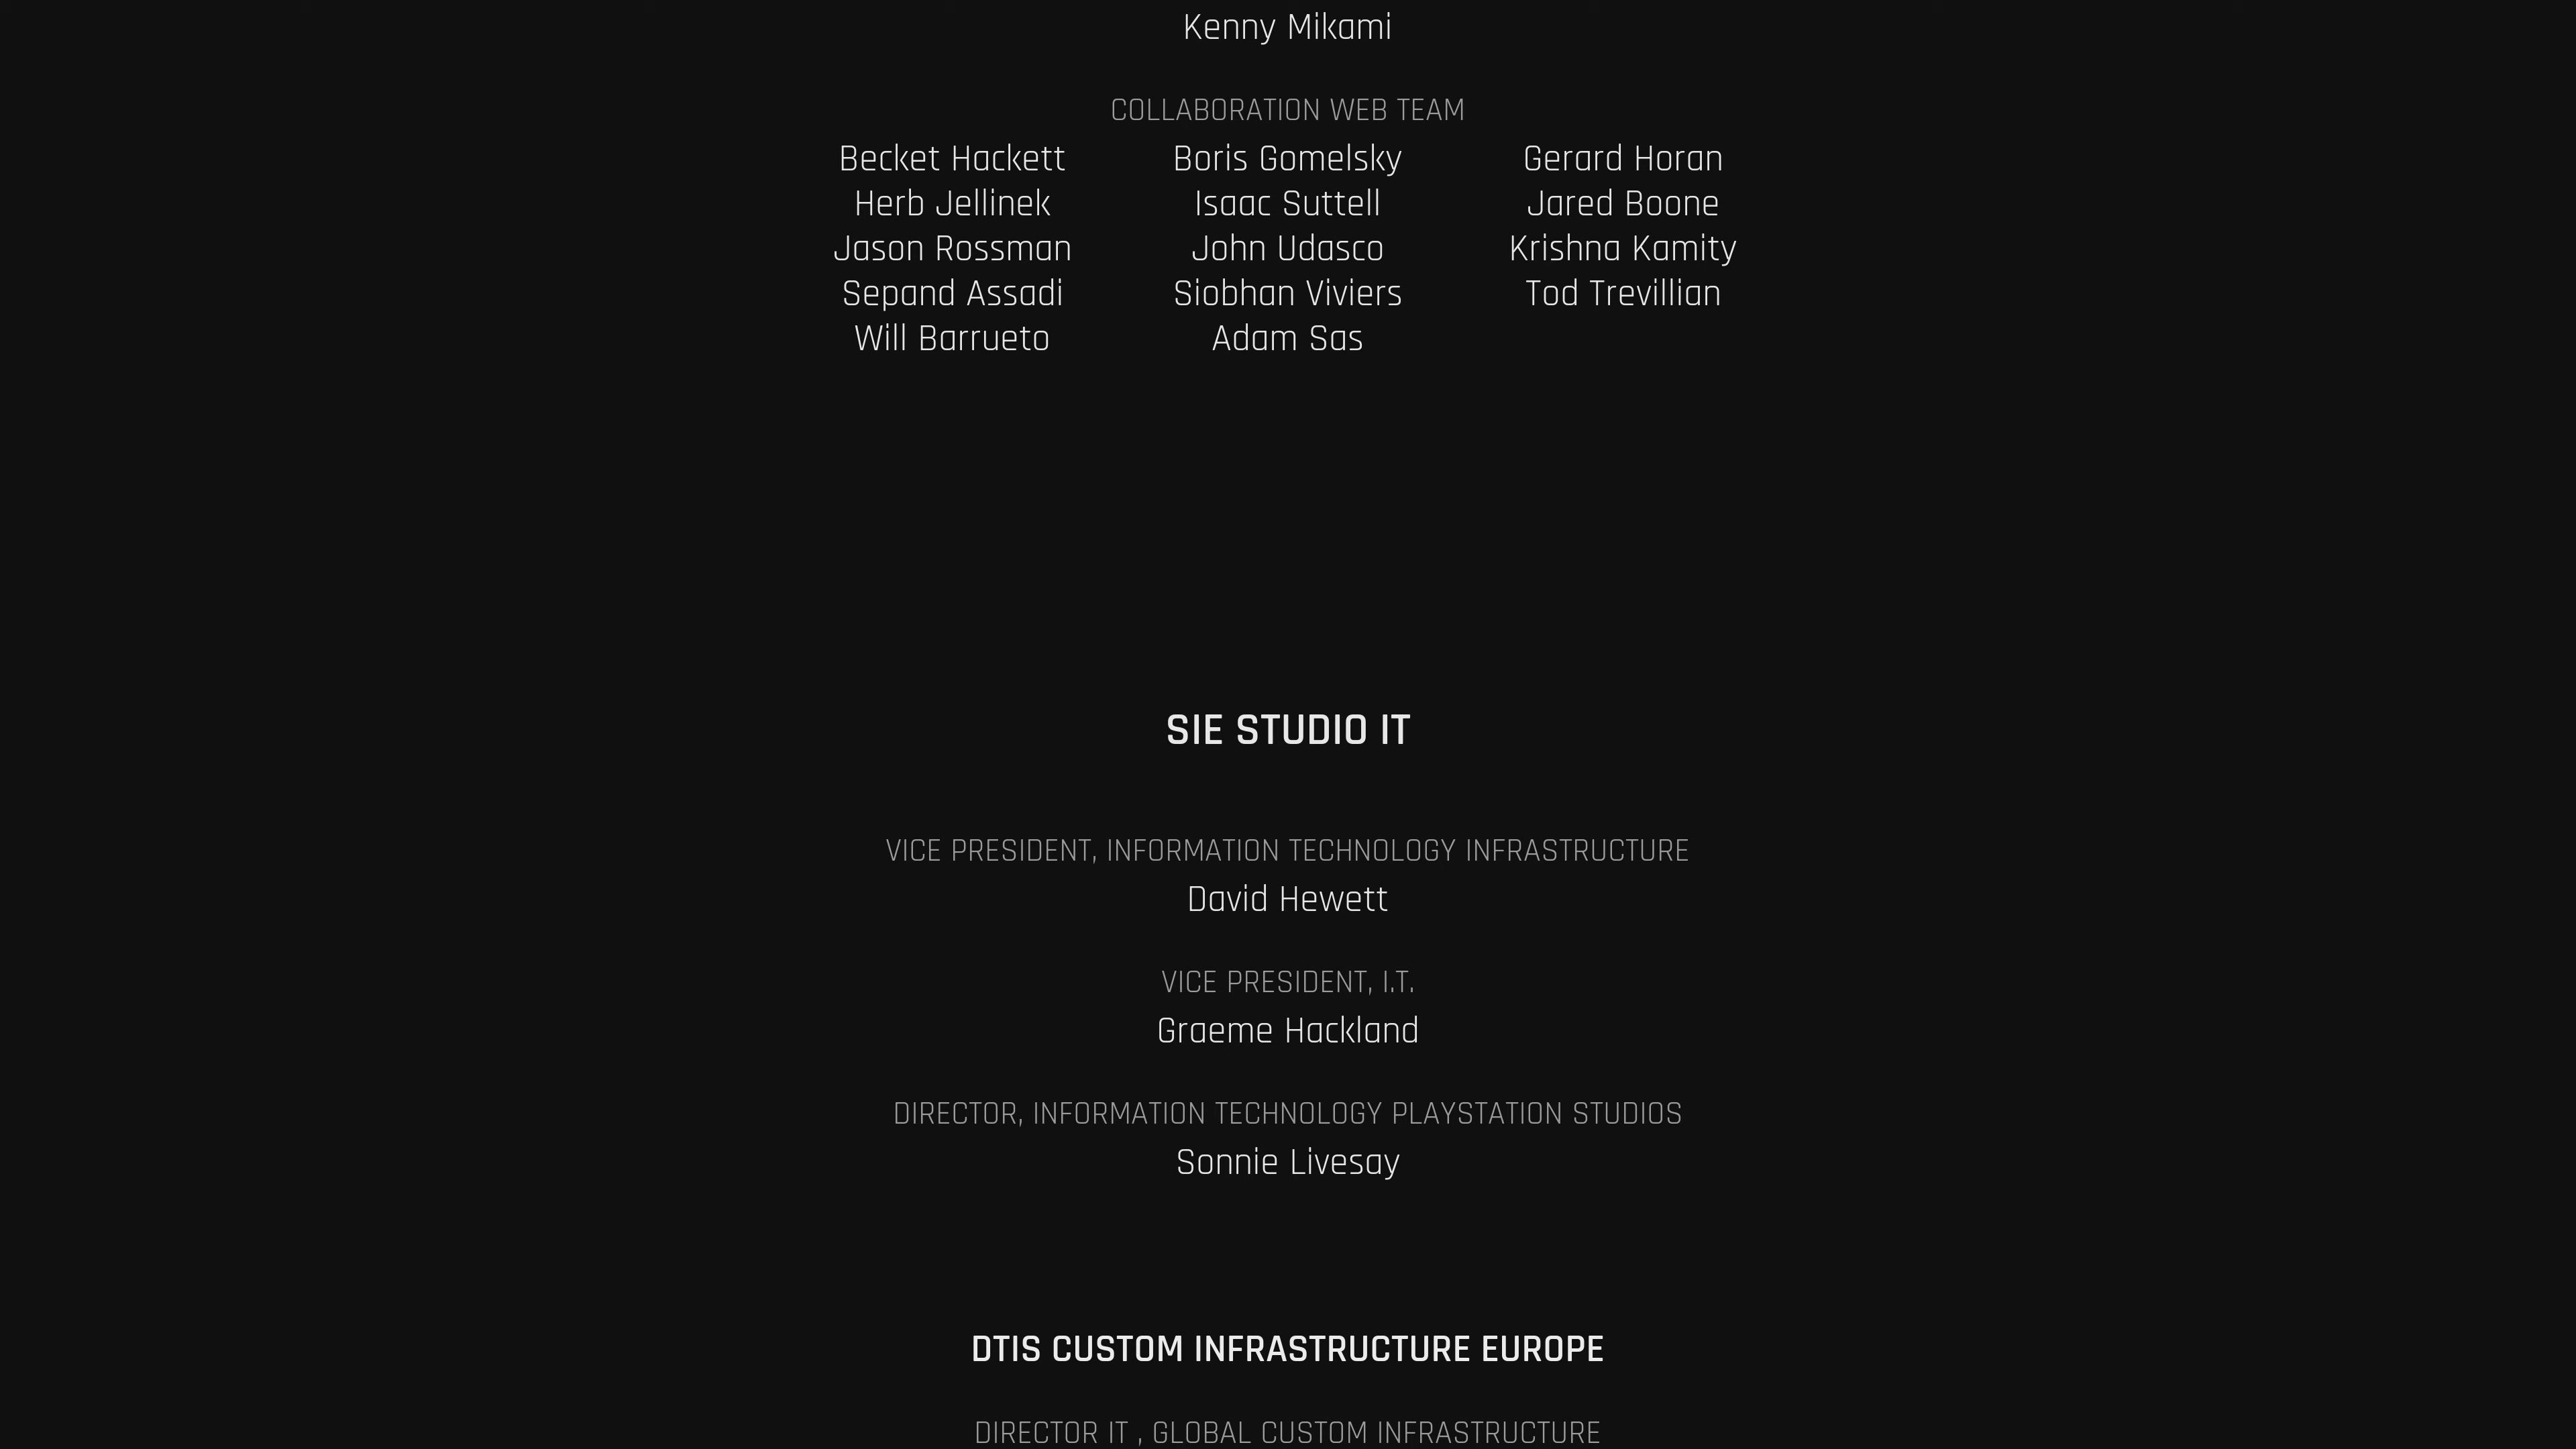 Kenny Mikami
COLLABORATION WEB TEAM
Becket Hackett Boris Gomelsky Gerard Horan
Herb Jellinek Isaac Suttell Jared Boone
Jason Rossman John Udasco Krishna Kamity
Sepand Assadi Siobhan Viviers Tod Trevillian
Will Barrueto Adam Sas
SIE STUDIO IT
VICE PRESIDENT, INFORMATION TECHNOLOGY INFRASTRUCTURE
David Hewett
VICE PRESIDENT, I.T.
Graeme Hackland
DIRECTOR, INFORMATION TECHNOLOGY PLAYSTATION STUDIOS
Sonnie Livesay
DTIS CUSTOM INFRASTRUCTURE EUROPE
DIRECTOR IT , GLOBAL CUSTOM INFRASTRUCTURE